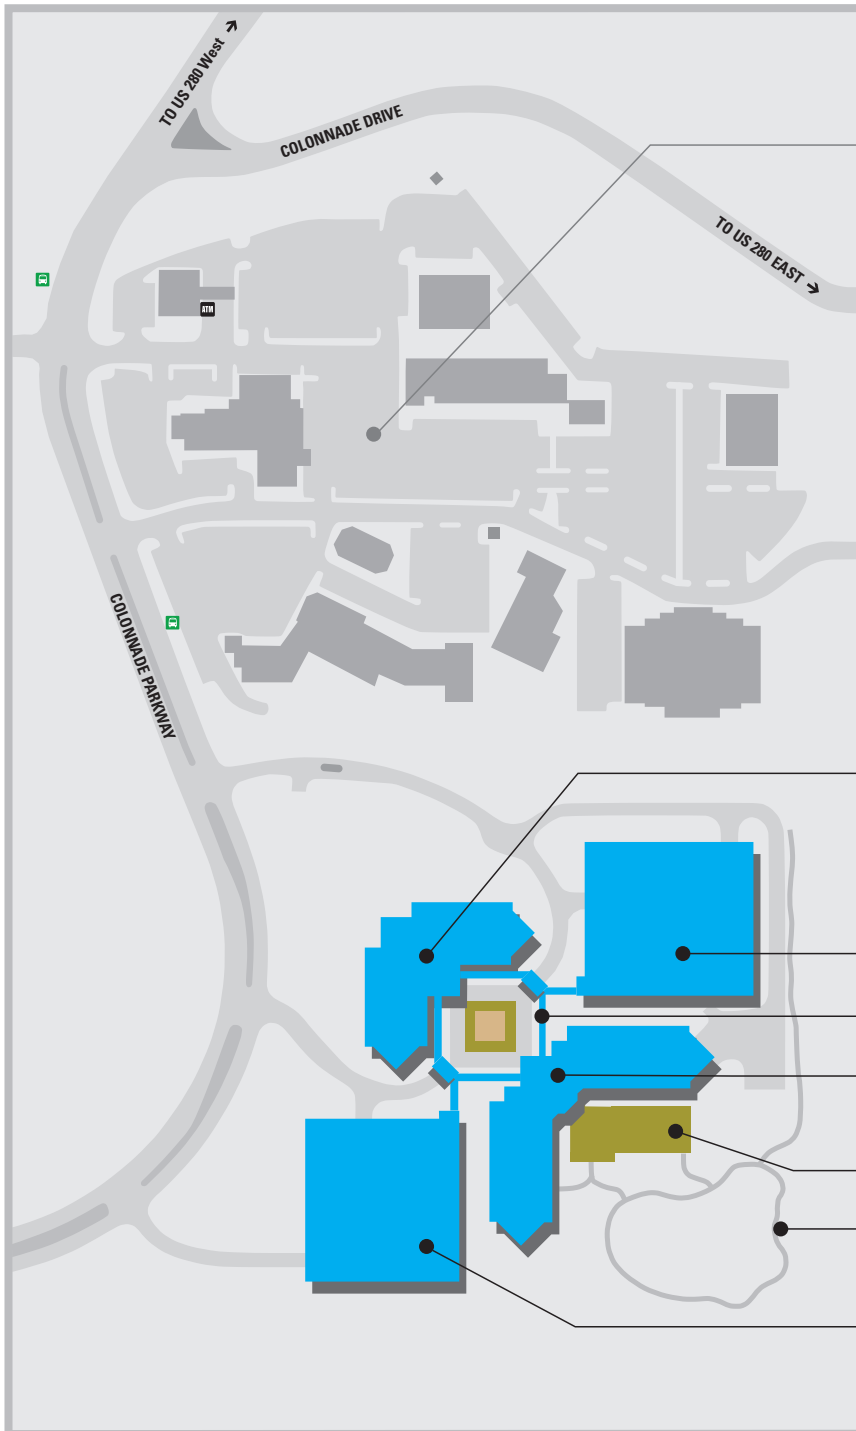 TO US 280 West
COLONNADE DRIVE
TO US 280 EAST
ATM
COLONNADE PARKWAY